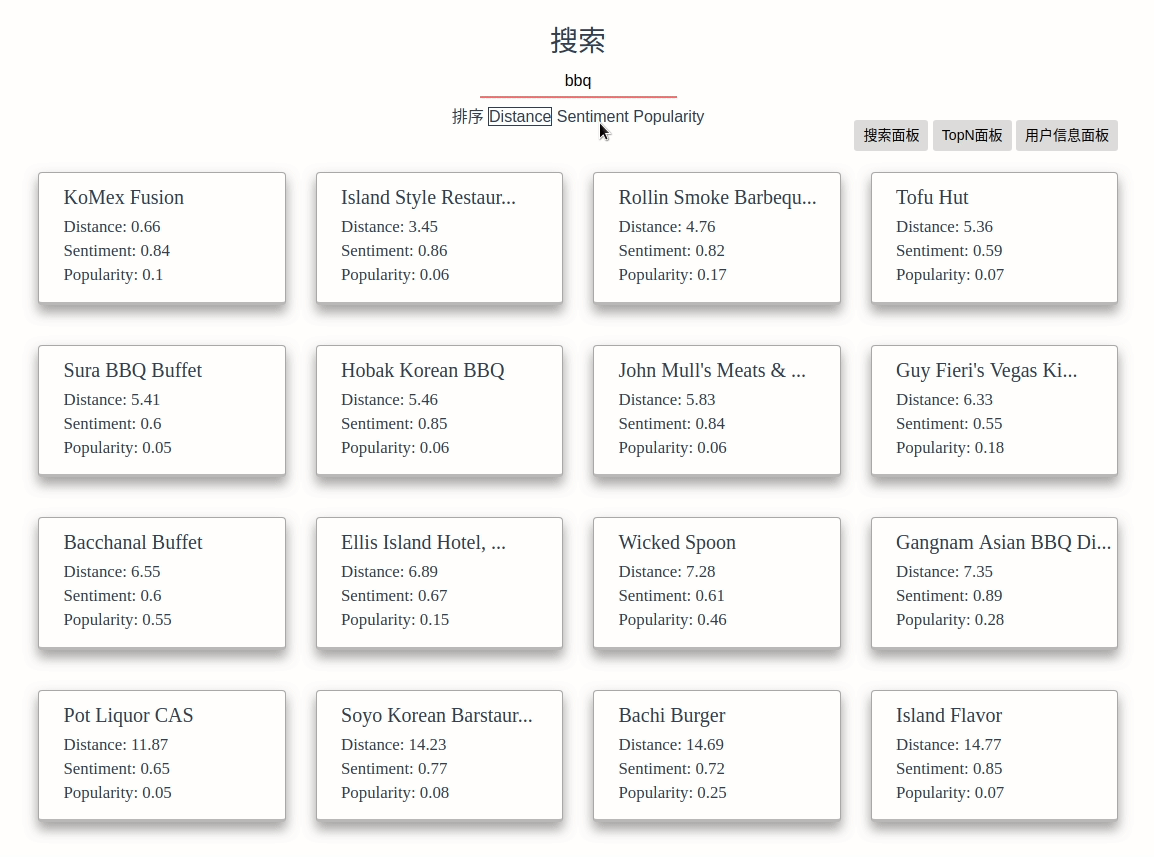 搜索
bbq
排序 Distance Sentiment Popularity
搜索面板 TopN面板 用户信息面板
KoMex Fusion
Distance: 0.66
Sentiment: 0.84
Popularity: 0.1
Island Style Restaur...
Distance: 3.45
Sentiment: 0.86
Popularity: 0.06
Rollin Smoke Barbequ...
Distance: 4.76
Sentiment: 0.82
Popularity: 0.17
Tofu Hut
Distance: 5.36
Sentiment: 0.59
Popularity: 0.07
Sura BBQ Buffet
Distance: 5.41
Sentiment: 0.6
Popularity: 0.05
Hobak Korean BBQ
Distance: 5.46
Sentiment: 0.85
Popularity: 0.06
John Mull's Meats & ...
Distance: 5.83
Sentiment: 0.84
Popularity: 0.06
Guy Fieri's Vegas Ki...
Distance: 6.33
Sentiment: 0.55
Popularity: 0.18
Bacchanal Buffet
Distance: 6.55
Sentiment: 0.6
Popularity: 0.55
Ellis Island Hotel, ...
Distance: 6.89
Sentiment: 0.67
Popularity: 0.15
Wicked Spoon
Distance: 7.28
Sentiment: 0.61
Popularity: 0.46
Gangnam Asian BBQ Di...
Distance: 7.35
Sentiment: 0.89
Popularity: 0.28
Pot Liquor CAS
Distance: 11.87
Sentiment: 0.65
Popularity: 0.05
Soyo Korean Barstaur...
Distance: 14.23
Sentiment: 0.77
Popularity: 0.08
Bachi Burger
Distance: 14.69
Sentiment: 0.72
Popularity: 0.25
Island Flavor
Distance: 14.77
Sentiment: 0.85
Popularity: 0.07